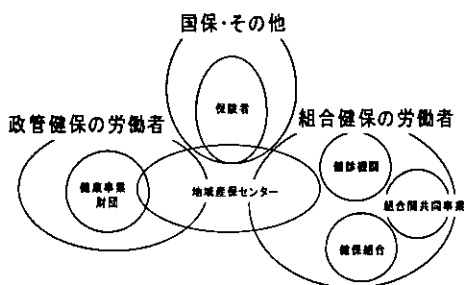 国保・その他
保険者
政管健保の労働者
組合健保の労働者
健診機関
健康事業
財団
地域産保センター
組合間共同事業
健保組合